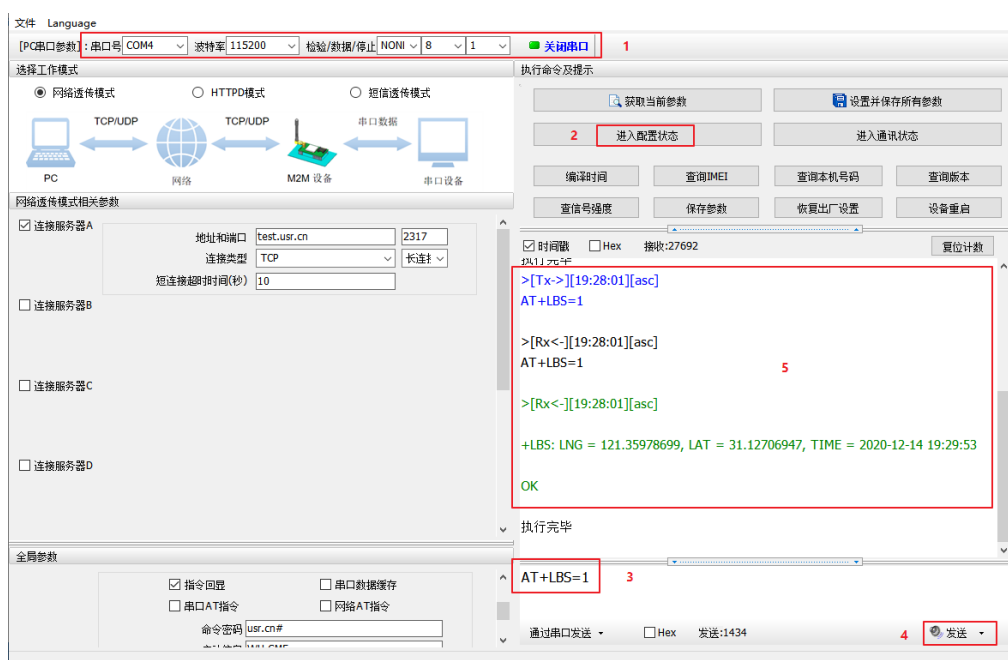 文件 Language
[PC串口参数]: 串口号 COM4 波特率 115200 检验/数据/停止 NONI 8 1 关闭串口 1
选择工作模式
网络透传模式 HTTPD模式 短信透传模式
TCP/UDP TCP/UDP 串口数据
PC 网络 M2M 设备 串口设备
网络透传模式相关参数
连接服务器A
地址和端口 test.usr.cn 2317
连接类型 TCP 长连接
短连接超时时间(秒) 10
连接服务器B
连接服务器C
连接服务器D
全局参数
指令回显 串口数据缓存
串口AT指令 网络AT指令
命令密码 usr.cn#
执行命令及提示
获取当前参数 设置并保存所有参数
2 进入配置状态 进入通讯状态
编译时间 查询IMEI 查询本机号码 查询版本
查信号强度 保存参数 恢复出厂设置 设备重启
时间戳 Hex 接收:27692 复位计数
执行完毕
>[Tx->][19:28:01][asc]
AT+LBS=1
>[Rx<-][19:28:01][asc]
AT+LBS=1
5
>[Rx<-][19:28:01][asc]
+LBS: LNG = 121.35978699, LAT = 31.12706947, TIME = 2020-12-14 19:29:53
OK
执行完毕
AT+LBS=1 3
通过串口发送 Hex 发送:1434 4 发送